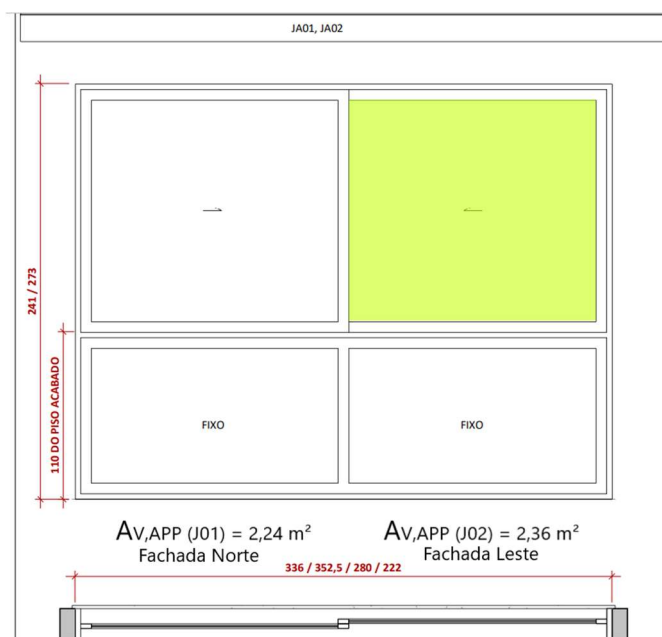 JA01, JA02
241 / 273
110 DO PISO ACABADO
FIXO
FIXO
AV,APP (J01) = 2,24 m²
Fachada Norte
AV,APP (J02) = 2,36 m²
Fachada Leste
336 / 352,5 / 280 / 222